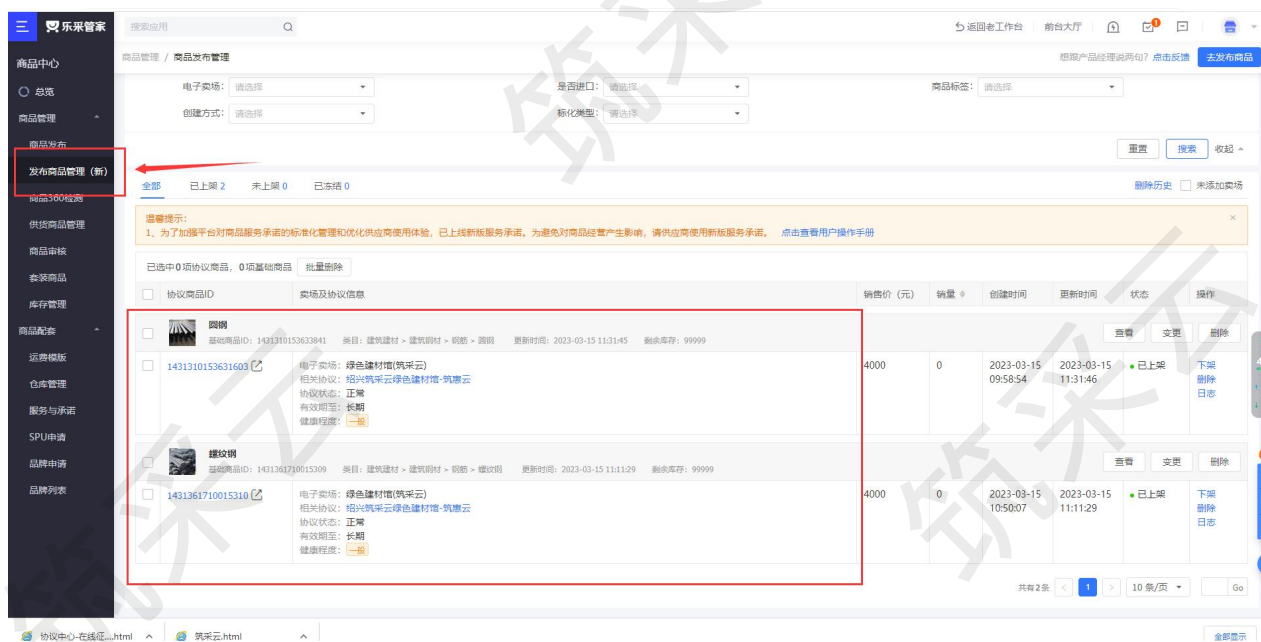 乐采管家
搜索应用
返回老工作台 前台大厅
商品中心
商品管理 / 商品发布管理
想跟产品经理说两句? 点击反馈 去发布商品
总览
商品管理
商品发布
发布商品管理（新）
商品360检测
供货商品管理
商品审核
套装商品
库存管理
商品配套
运费模版
仓库管理
服务与承诺
SPU申请
品牌申请
品牌列表
电子卖场: 请选择 是否进口: 请选择 商品标签: 请选择
创建方式: 请选择 标化类型: 请选择
重置 搜索 收起
全部 已上架 2 未上架 0 已冻结 0 删除历史 未添加卖场
温馨提示:
1、为了加强平台对商品服务承诺的标准化管理和优化供应商使用体验，已上线新版服务承诺。为避免对商品经营产生影响，请供应商使用新版服务承诺。 点击查看用户操作手册
已选中0项协议商品，0项基础商品 批量删除
协议商品ID 卖场及协议信息 销售价（元） 销量 创建时间 更新时间 状态 操作
圆钢
基础商品ID: 1431310153633841 类目: 建筑建材 > 建筑钢材 > 钢筋 > 圆钢 更新时间: 2023-03-15 11:31:45 剩余库存: 99999 查看 变更 删除
1431310153631603 电子卖场: 绿色建材馆(筑采云) 4000 0 2023-03-15 2023-03-15 已上架 下架
相关协议: 绍兴筑采云绿色建材馆-筑惠云 09:58:54 11:31:46 删除
协议状态: 正常 日志
有效期至: 长期
健康程度: 一般
螺纹钢
基础商品ID: 1431361710015309 类目: 建筑建材 > 建筑钢材 > 钢筋 > 螺纹钢 更新时间: 2023-03-15 11:11:29 剩余库存: 99999 查看 变更 删除
1431361710015310 电子卖场: 绿色建材馆(筑采云) 4000 0 2023-03-15 2023-03-15 已上架 下架
相关协议: 绍兴筑采云绿色建材馆-筑惠云 10:50:07 11:11:29 删除
协议状态: 正常 日志
有效期至: 长期
健康程度: 一般
共有2条 < 1 > 10 条/页 Go
协议中心-在线征....html 筑采云.html 全部显示
筑采云